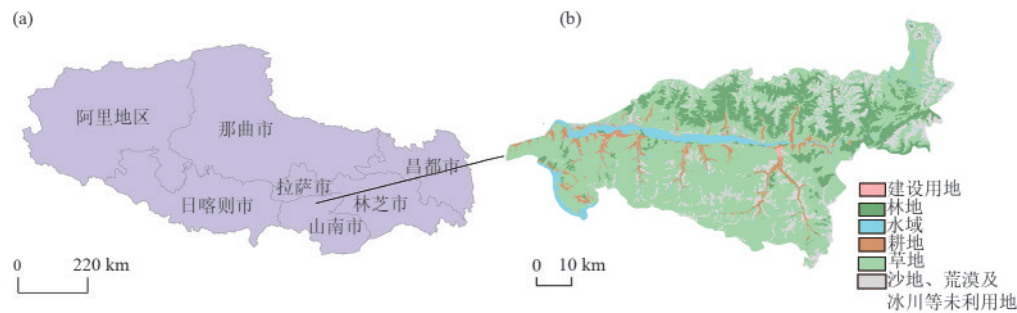 (a)
(b)
阿里地区
那曲市
昌都市
拉萨市
林芝市
日喀则市
山南市
0 220 km
0 10 km
建设用地
林地
水域
耕地
草地
沙地、荒漠及
冰川等未利用地